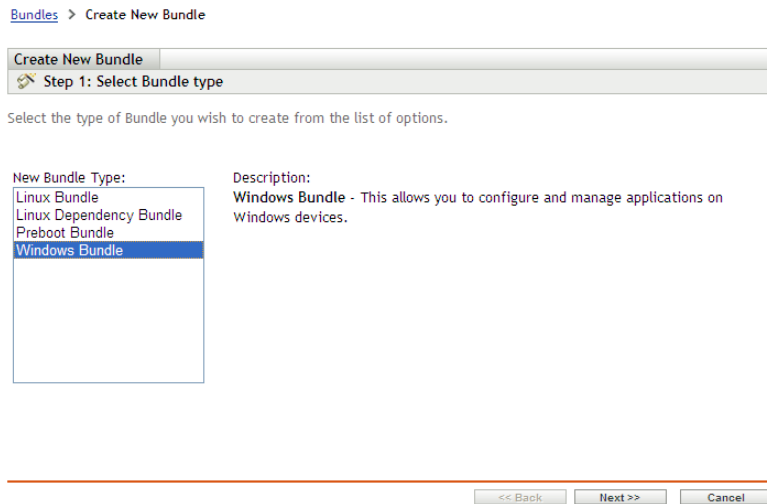 Bundles > Create New Bundle
Create New Bundle
Step 1: Select Bundle type
Select the type of Bundle you wish to create from the list of options.
New Bundle Type:
Linux Bundle
Linux Dependency Bundle
Preboot Bundle
Windows Bundle
Description:
Windows Bundle - This allows you to configure and manage applications on
Windows devices.
<< Back
Next >>
Cancel